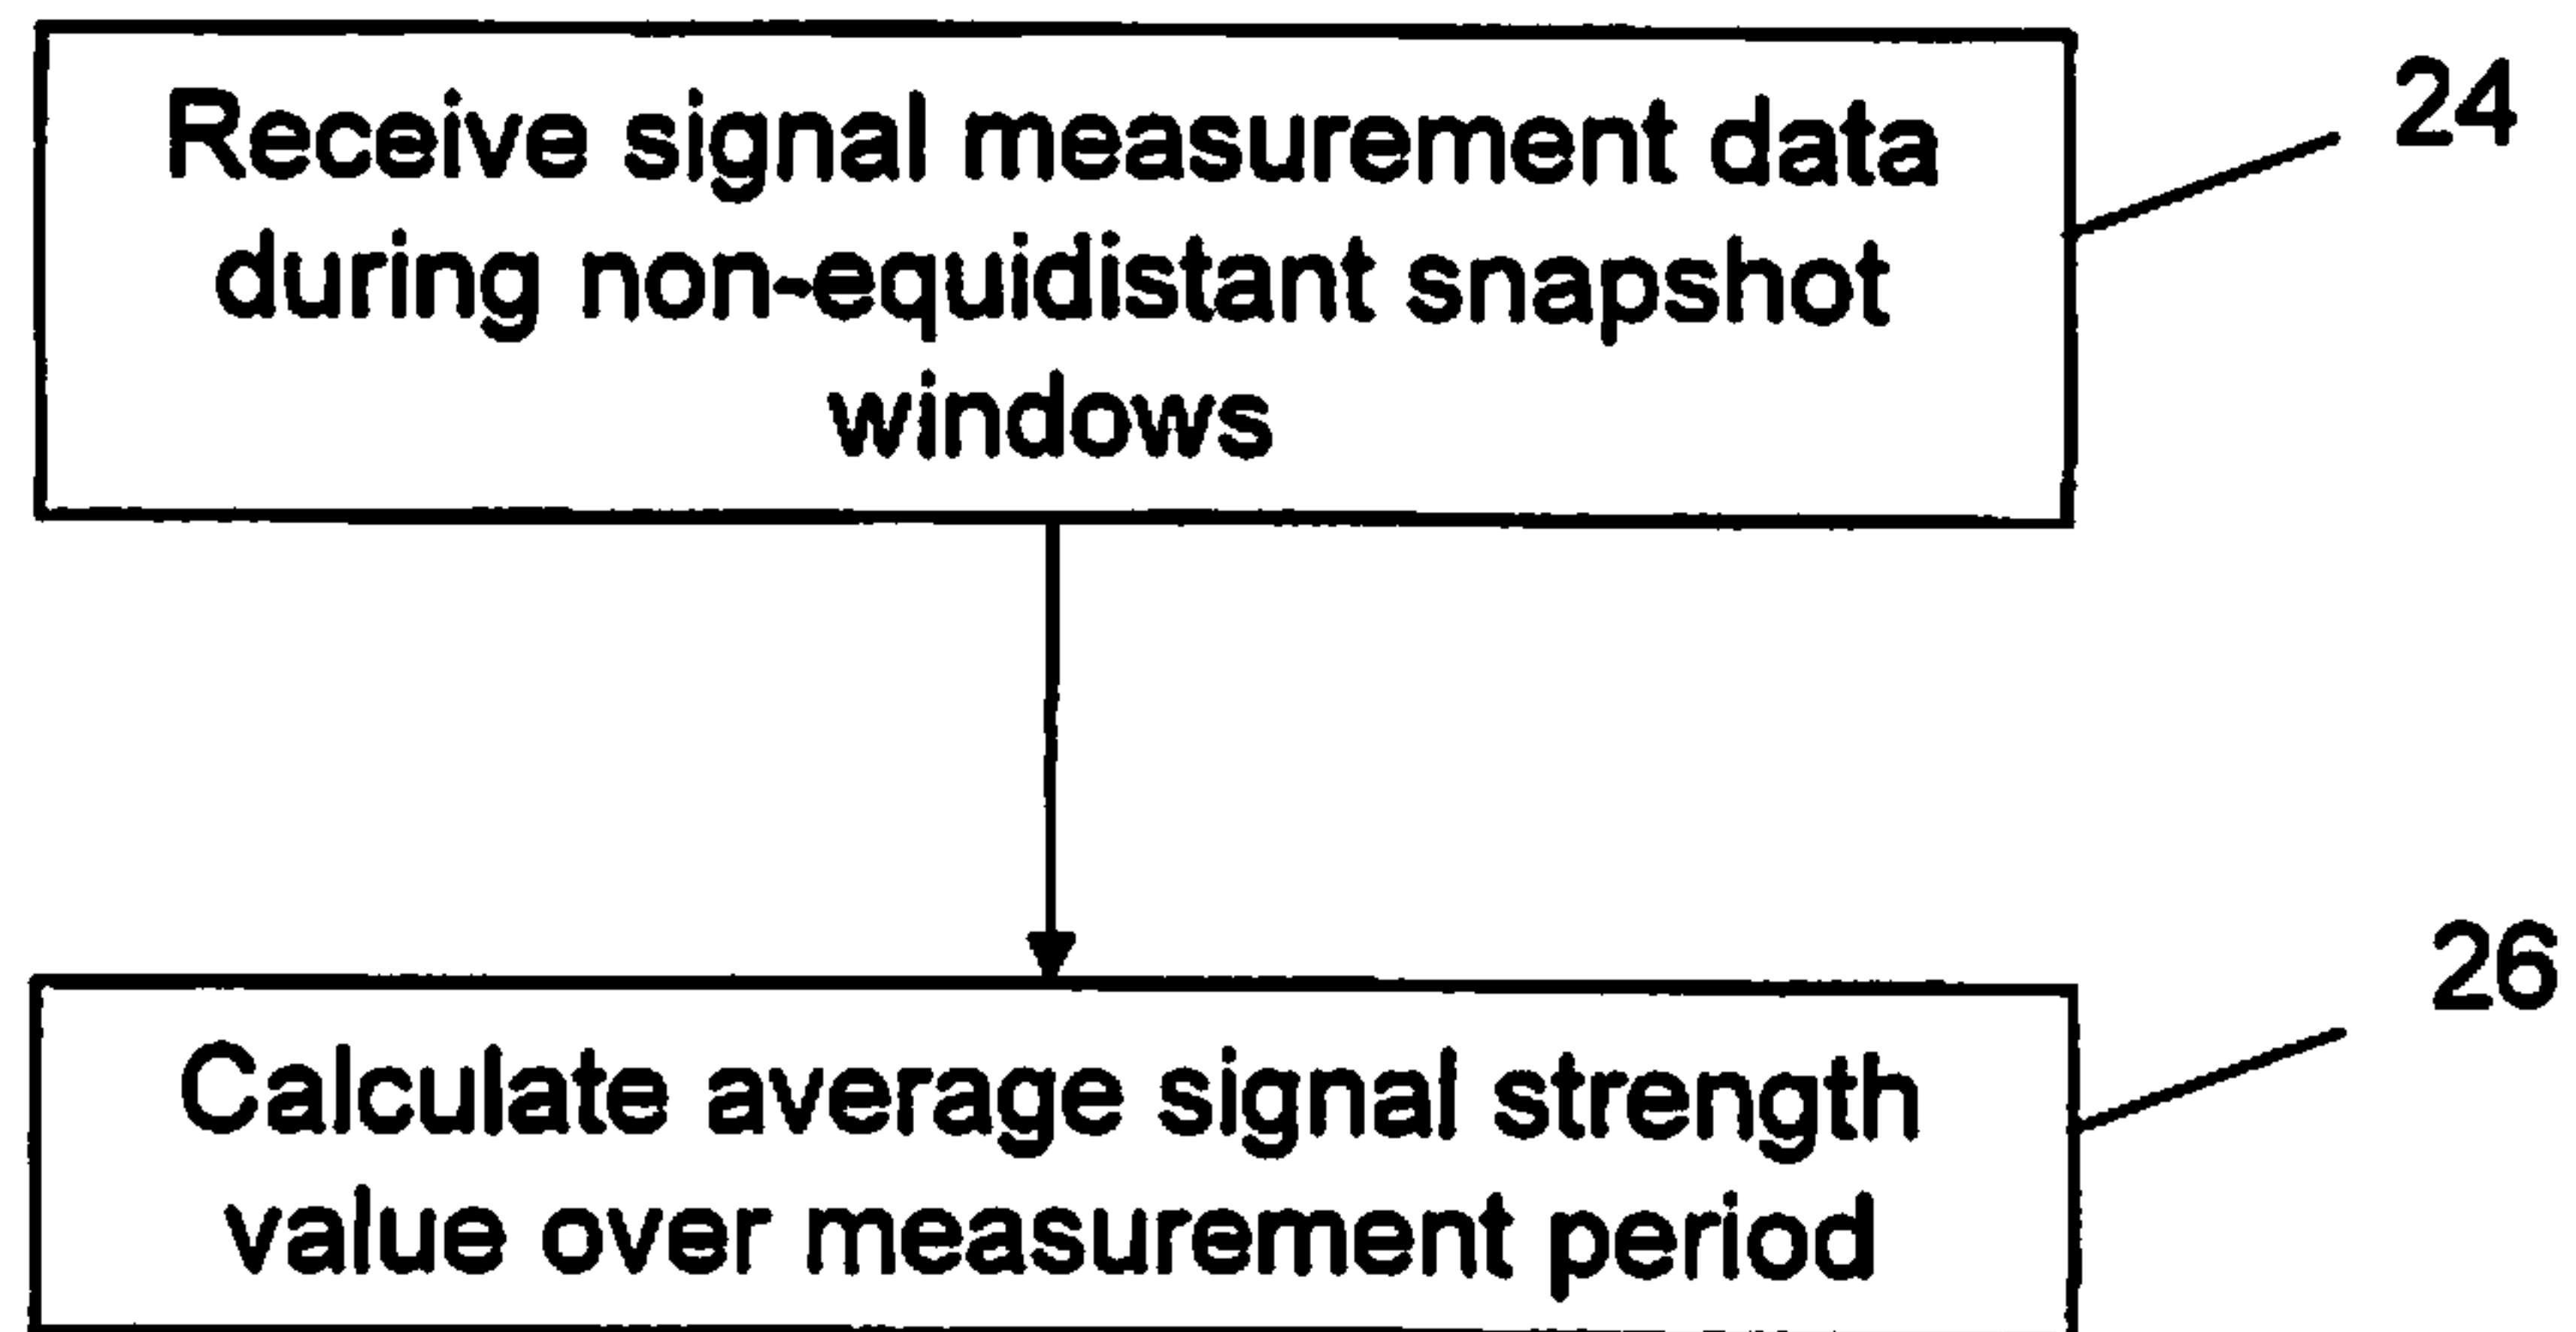 Receive signal measurement data
during non-equidistant snapshot
windows
24
26
Calculate average signal strength
value over measurement period